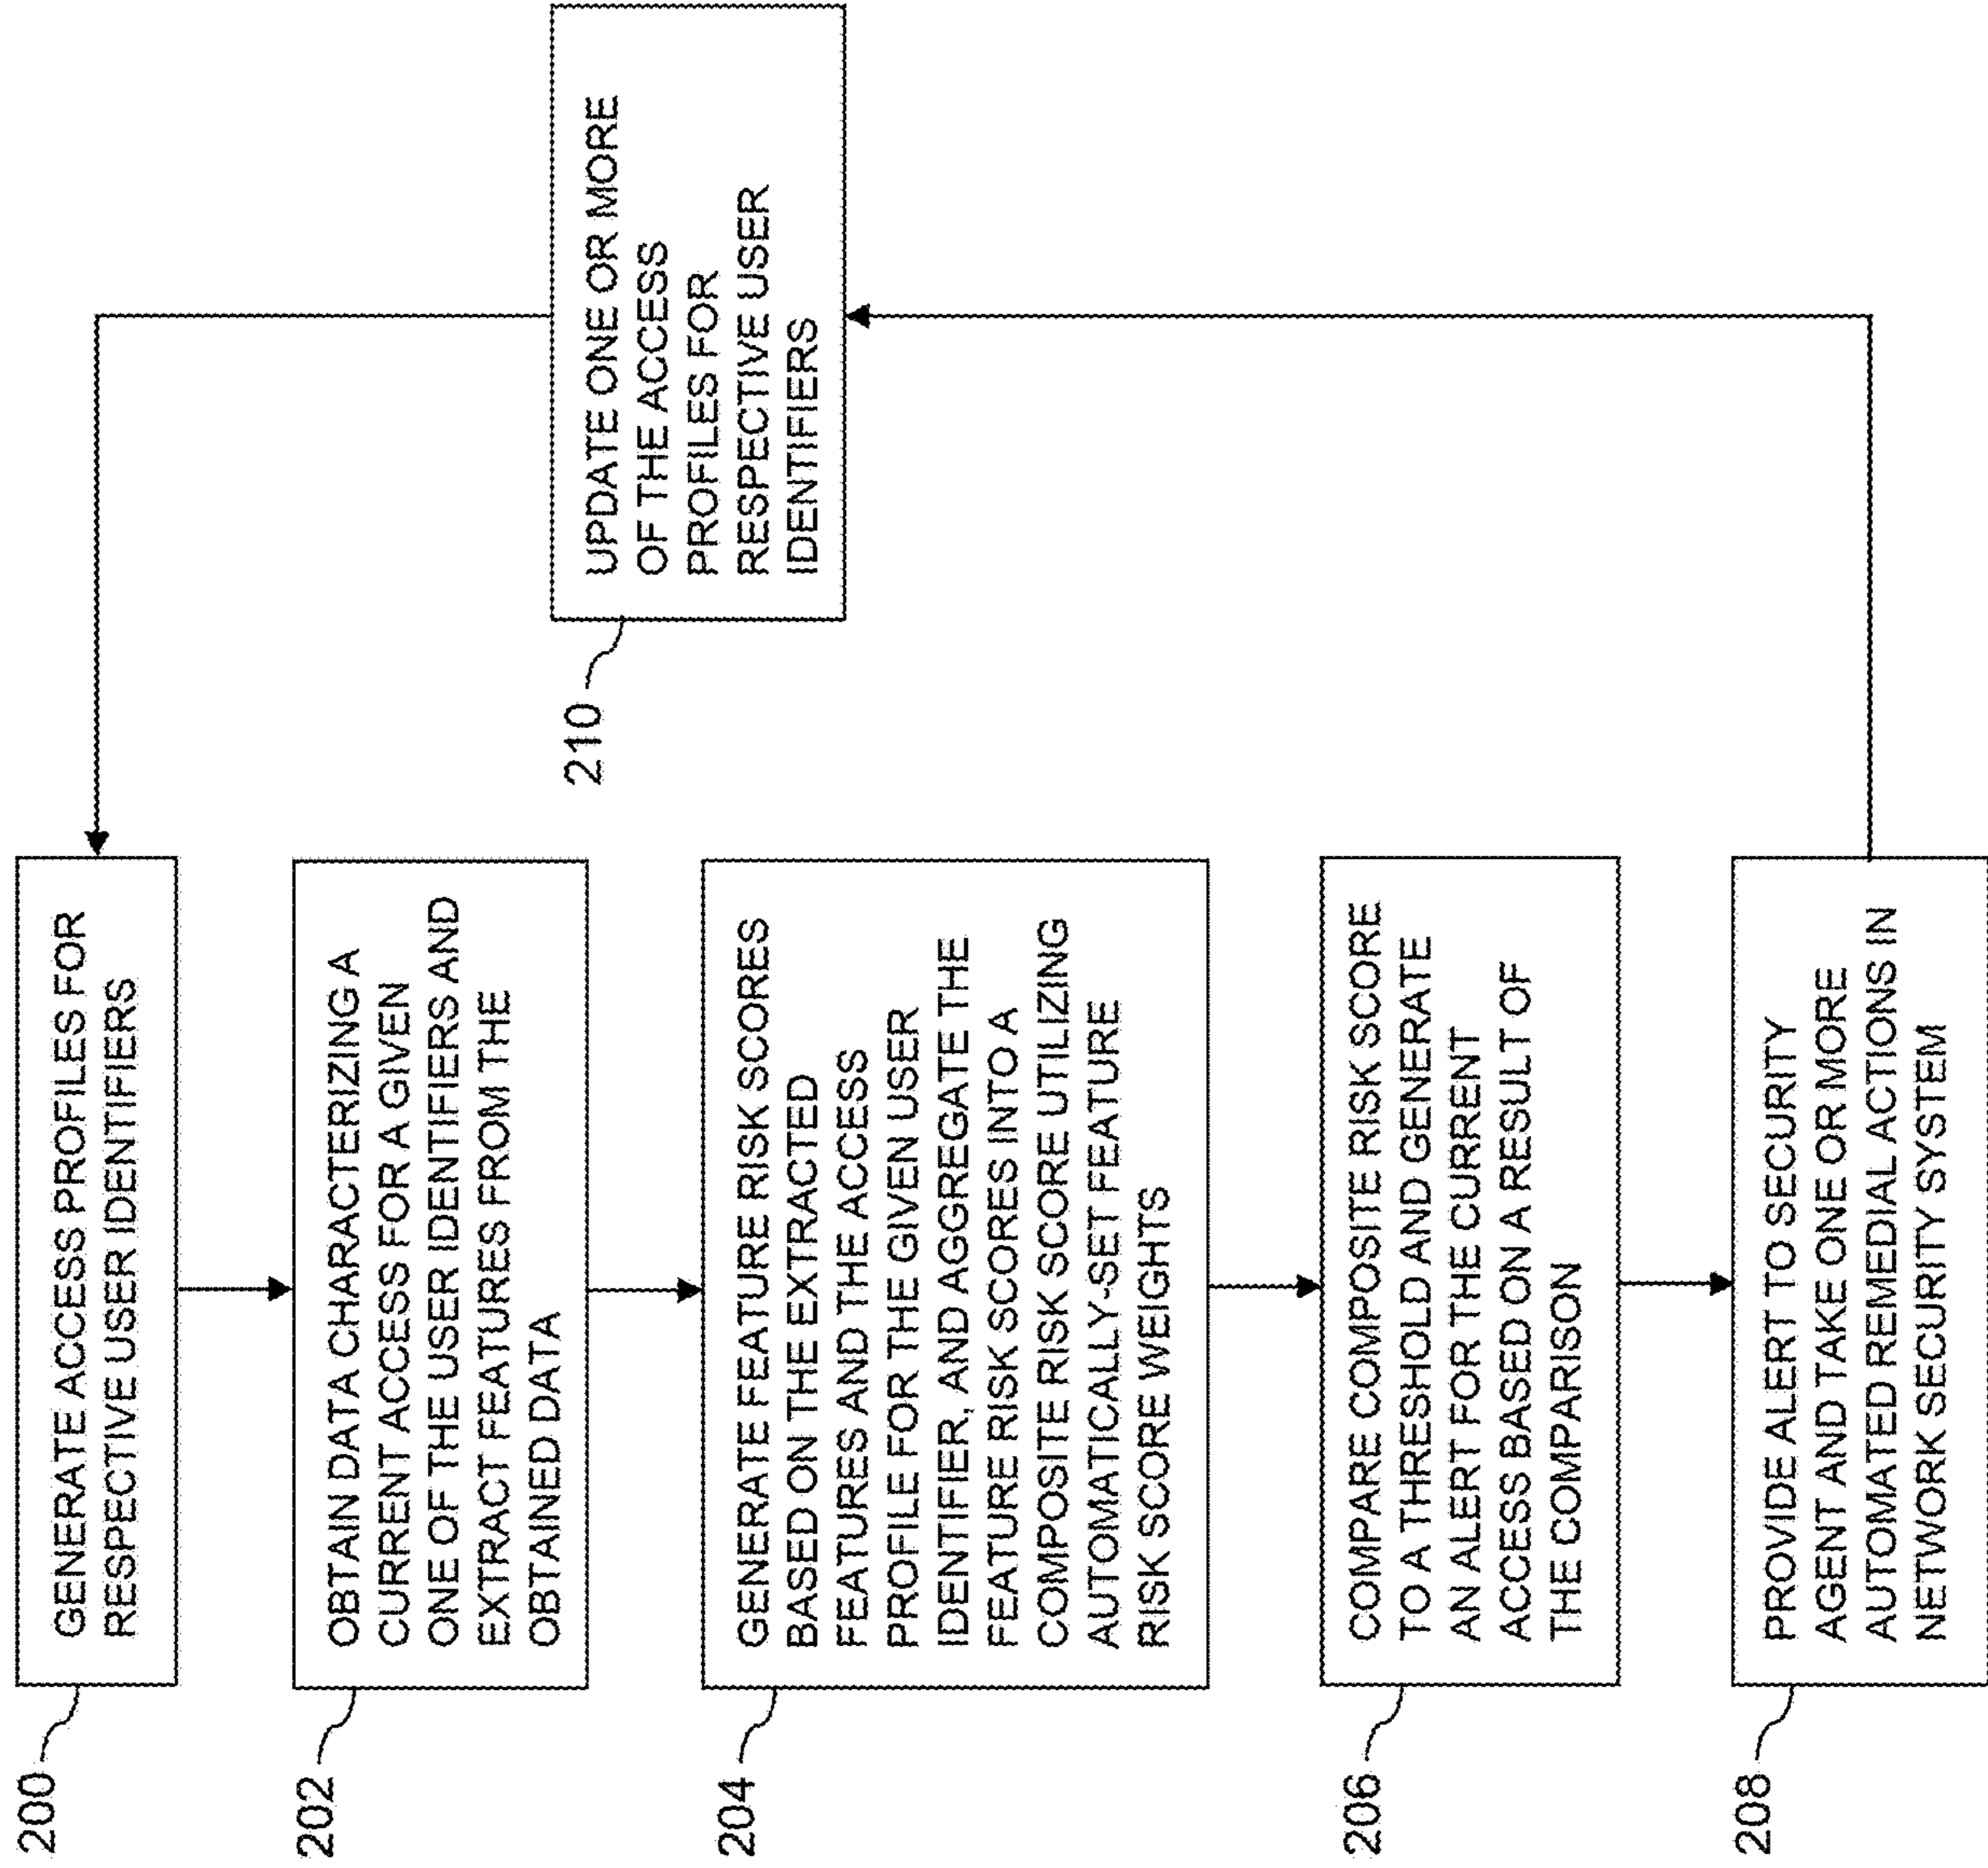 200
GENERATE ACCESS PROFILES FOR
RESPECTIVE USER IDENTIFIERS
202
OBTAIN DATA CHARACTERIZING A
CURRENT ACCESS FOR A GIVEN
ONE OF THE USER IDENTIFIERS AND
EXTRACT FEATURES FROM THE
OBTAINED DATA
204
GENERATE FEATURE RISK SCORES
BASED ON THE EXTRACTED
FEATURES AND THE ACCESS
PROFILE FOR THE GIVEN USER
IDENTIFIER, AND AGGREGATE THE
FEATURE RISK SCORES INTO A
COMPOSITE RISK SCORE UTILIZING
AUTOMATICALLY-SET FEATURE
RISK SCORE WEIGHTS
206
COMPARE COMPOSITE RISK SCORE
TO A THRESHOLD AND GENERATE
AN ALERT FOR THE CURRENT
ACCESS BASED ON A RESULT OF
THE COMPARISON
208
PROVIDE ALERT TO SECURITY
AGENT AND TAKE ONE OR MORE
AUTOMATED REMEDIAL ACTIONS IN
NETWORK SECURITY SYSTEM
210
UPDATE ONE OR MORE
OF THE ACCESS
PROFILES FOR
RESPECTIVE USER
IDENTIFIERS